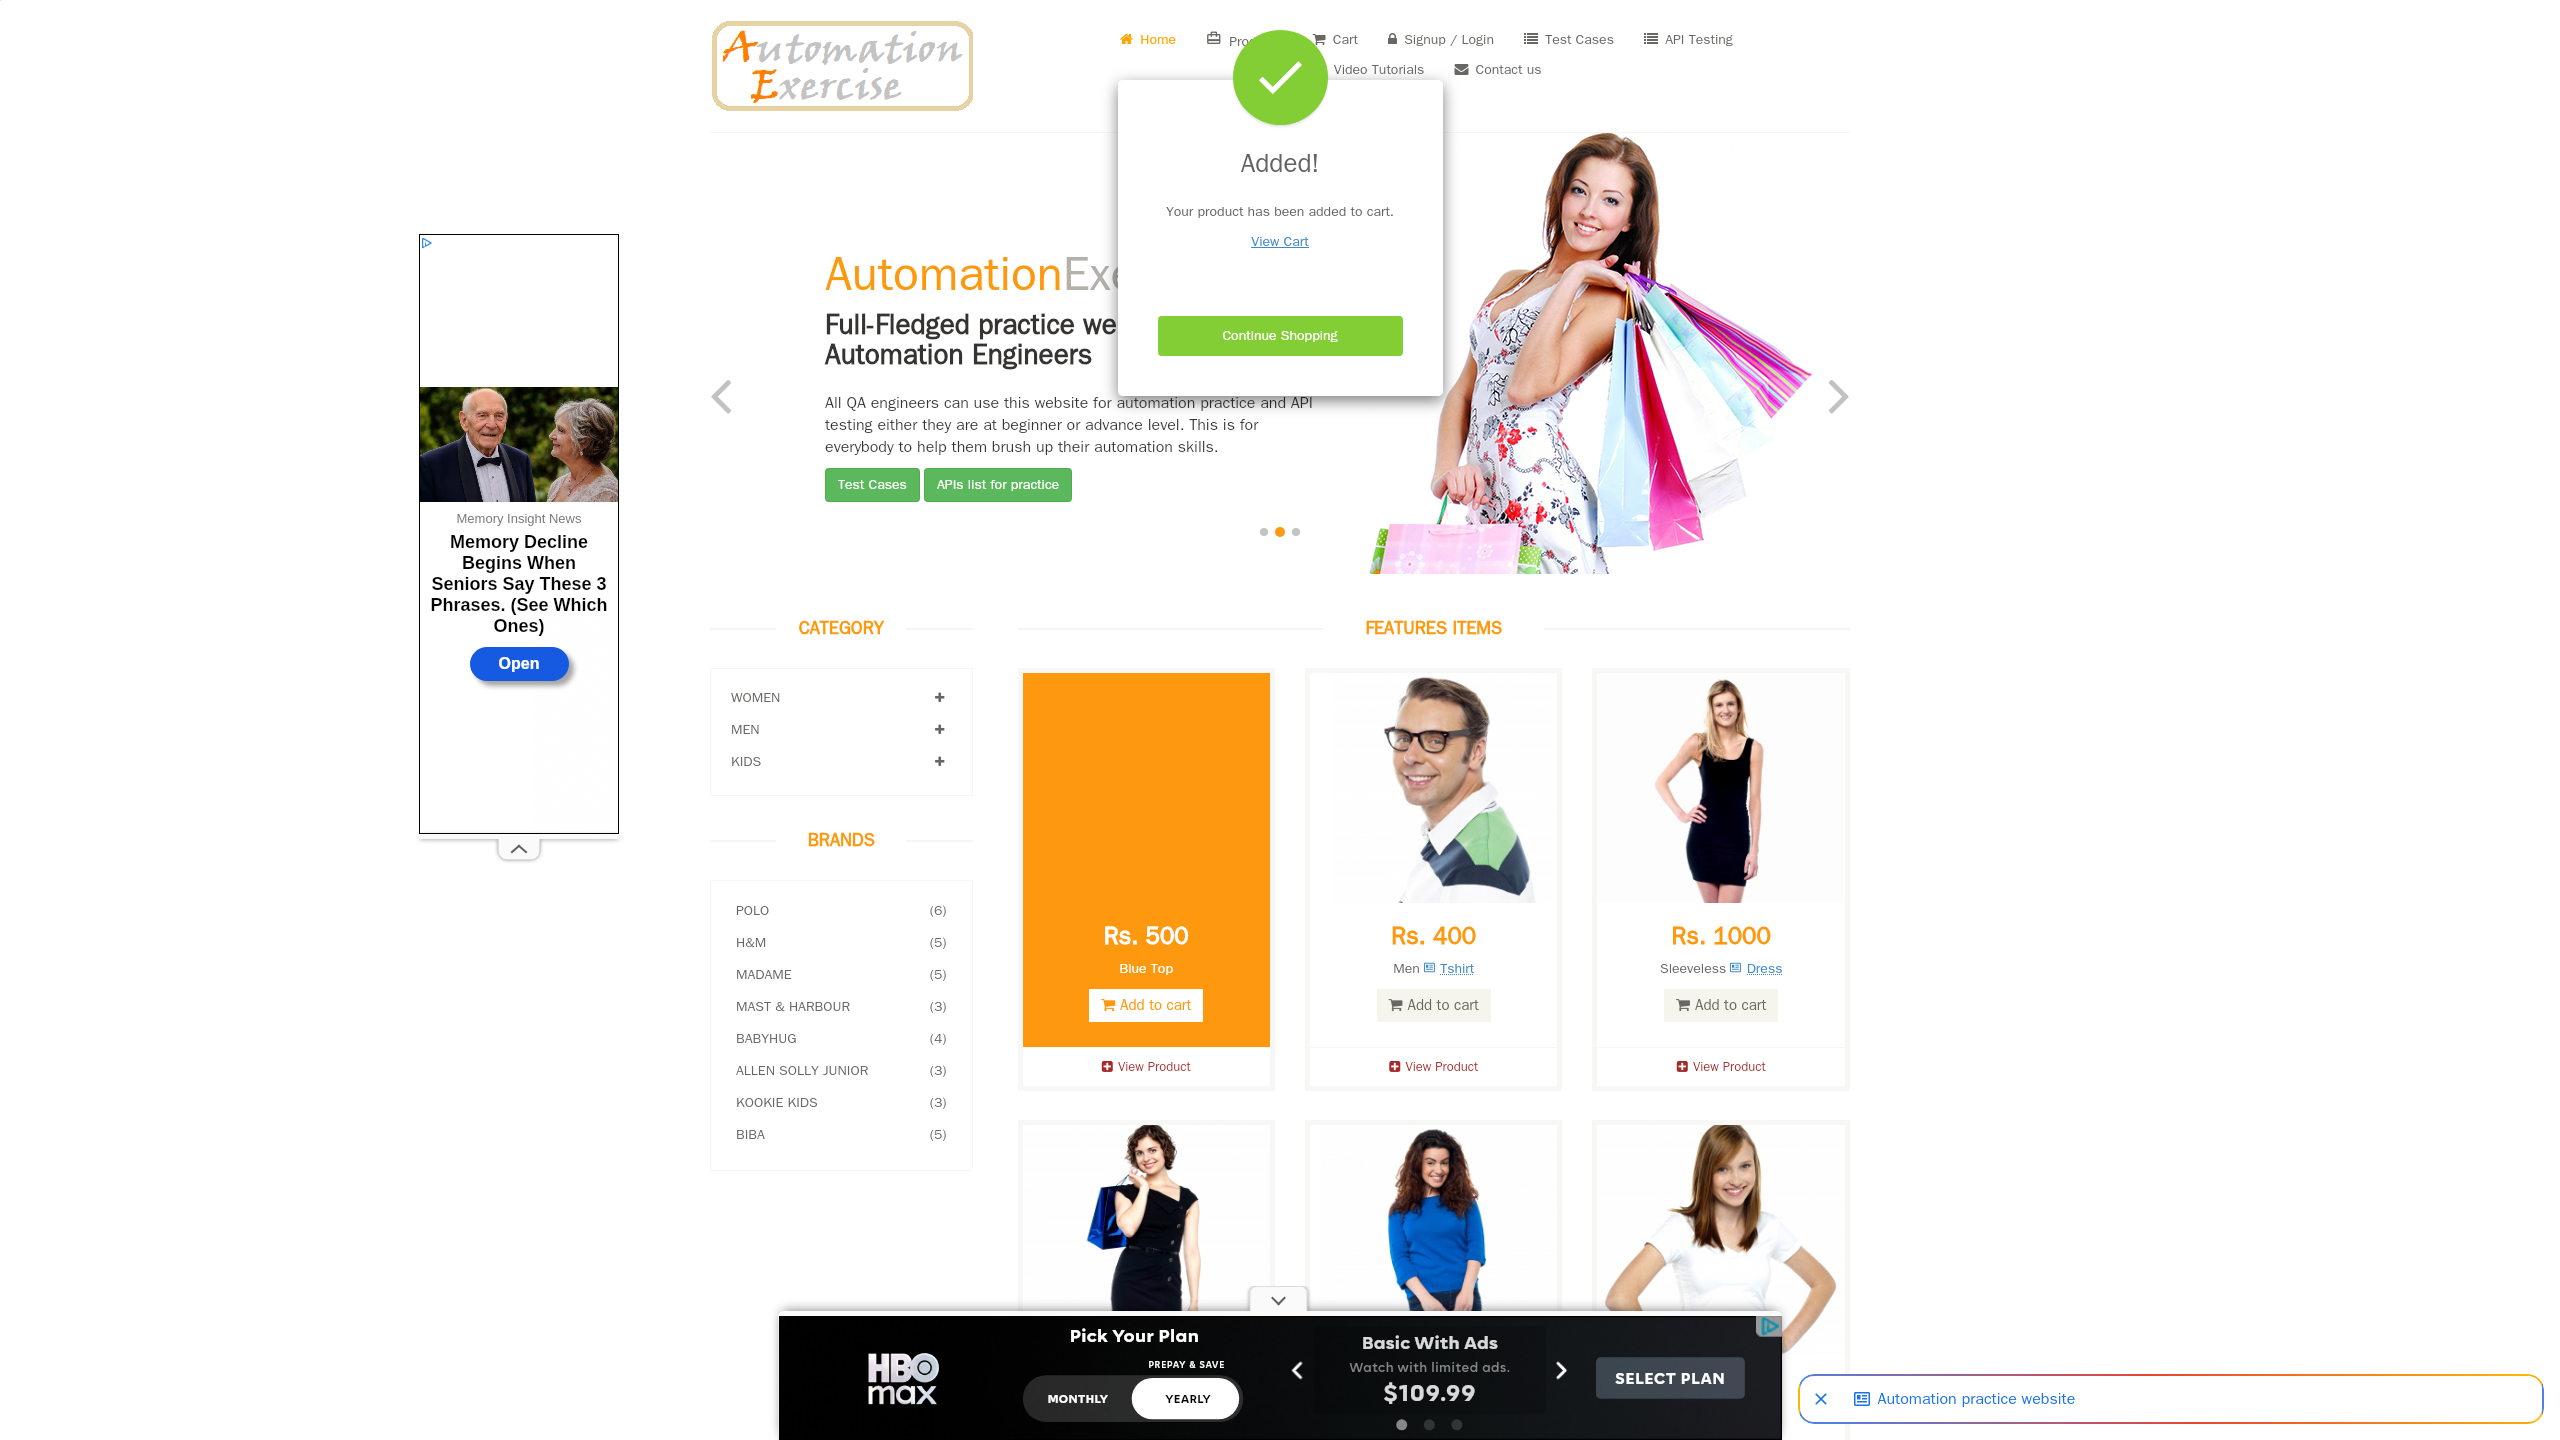 Automation
Exercise
Home
Cart
Signup / Login
Test Cases
API Testing
Video Tutorials
Contact us
Added!
Your product has been added to cart.
View Cart
Continue Shopping
Automation
Full-Fledged practice
Automation Engineers
All QA engineers can use this website for automation practice and API
testing either they are at beginner or advance level. This is for
everybody to help them brush up their automation skills.
Test Cases
APIs list for practice
Memory Insight News
Memory Decline
Begins When
Seniors Say These 3
Phrases. (See Which
Ones)
Open
CATEGORY
WOMEN
MEN
KIDS
BRANDS
POLO (6)
H&M (5)
MADAME (5)
MAST & HARBOUR (3)
BABYHUG (4)
ALLEN SOLLY JUNIOR (3)
KOOKIE KIDS (3)
BIBA (5)
FEATURES ITEMS
Rs. 500
Blue Top
Add to cart
View Product
Rs. 400
Men Tshirt
Add to cart
View Product
Rs. 1000
Sleeveless Dress
Add to cart
View Product
HBO
max
Pick Your Plan
PREPAY & SAVE
MONTHLY
YEARLY
Basic With Ads
Watch with limited ads.
$109.99
SELECT PLAN
Automation practice website